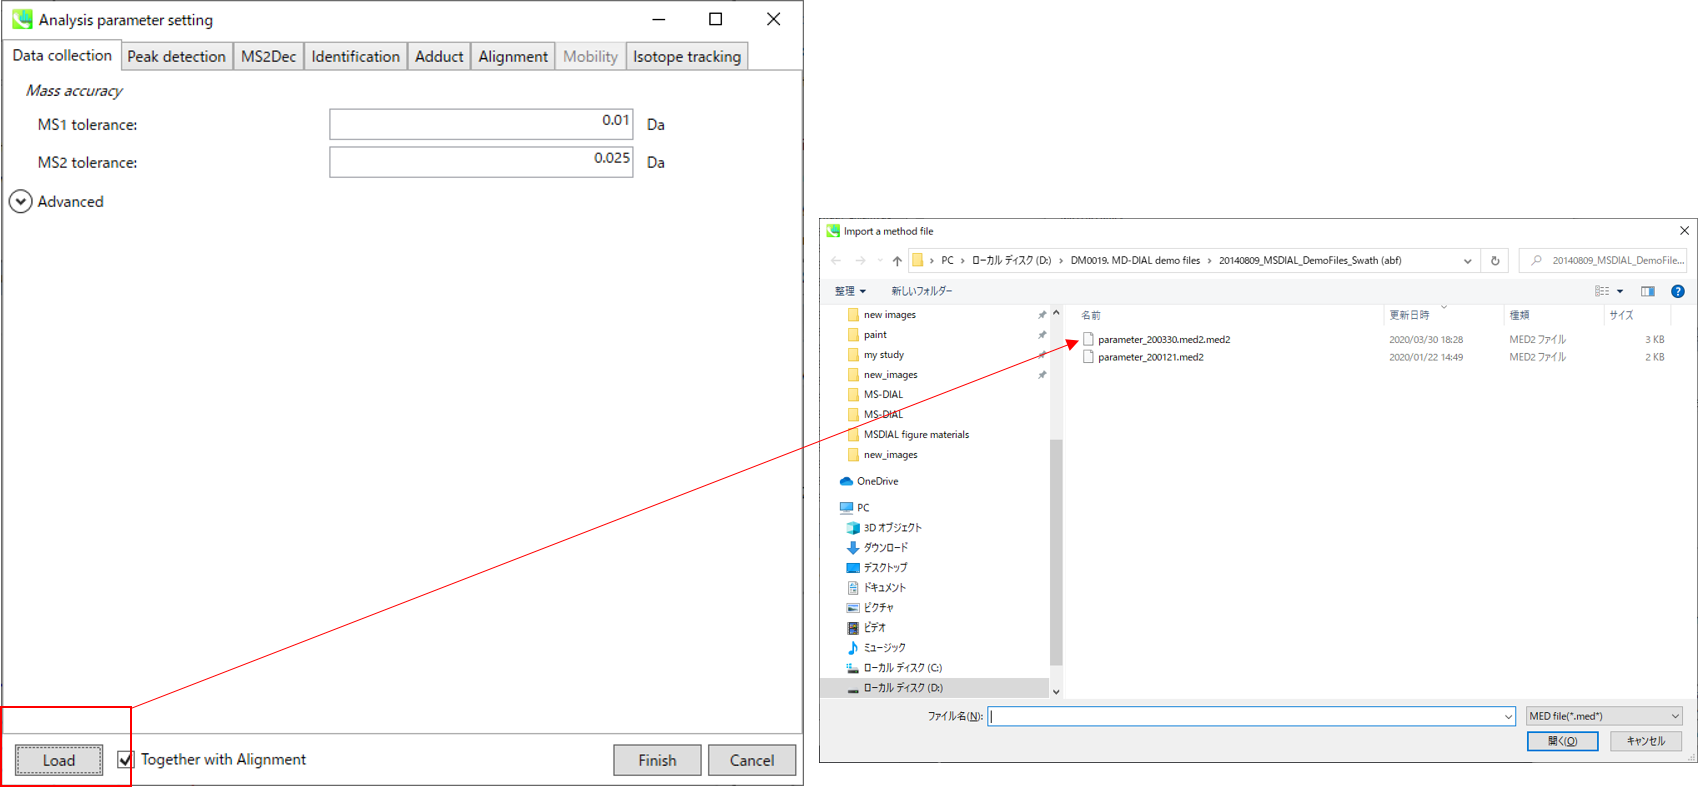 Analysis parameter setting
Data collection Peak detection MS2Dec Identification Adduct Alignment Mobility Isotope tracking
Mass accuracy
MS1 tolerance: 0.01 Da
MS2 tolerance: 0.025 Da
Advanced
Load Together with Alignment Finish Cancel
Import a method file
PC › ローカル ディスク (D:) › DM0019. MD-DIAL demo files › 20140809_MSDIAL_DemoFiles_Swath (abf)
20140809_MSDIAL_DemoFile...
整理 新しいフォルダー
new images
paint
my study
new_images
MS-DIAL
MS-DIAL
MSDIAL figure materials
new_images
OneDrive
PC
3D オブジェクト
ダウンロード
デスクトップ
ドキュメント
ピクチャ
ビデオ
ミュージック
ローカル ディスク (C:)
ローカル ディスク (D:)
名前 更新日時 種類 サイズ
parameter_200330.med2.med2 2020/03/30 18:28 MED2 ファイル 3 KB
parameter_200121.med2 2020/01/22 14:49 MED2 ファイル 2 KB
ファイル名(N): MED file(*.med*)
開く(O) キャンセル